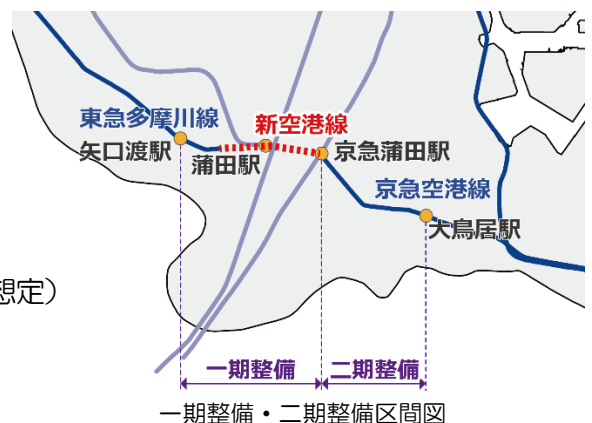 東急多摩川線
新空港線
矢口渡駅
蒲田駅
京急蒲田駅
京急空港線
大鳥居駅
想定）
一期整備
二期整備
一期整備・二期整備区間図